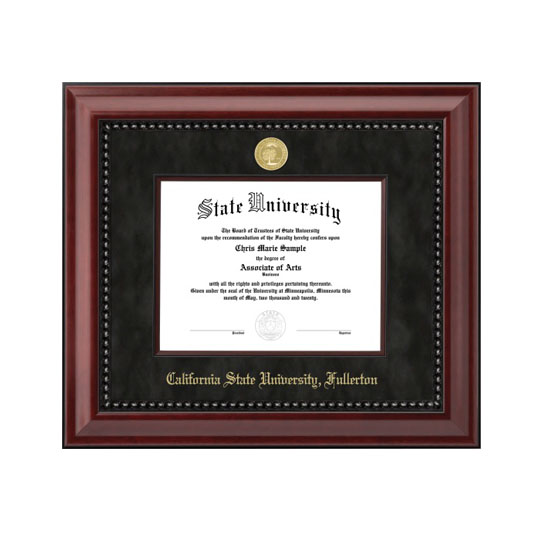 State University
The Board of Trustees of State University
upon the recommendation of the Faculty hereby confers upon
Chris Marie Sample
the degree of
Associate of Arts
Business
with all the rights and privileges pertaining thereunto.
Given under the seal of the University at Minneapolis, Minnesota this
month of May, two thousand and twenty.
President
California State University, Fullerton